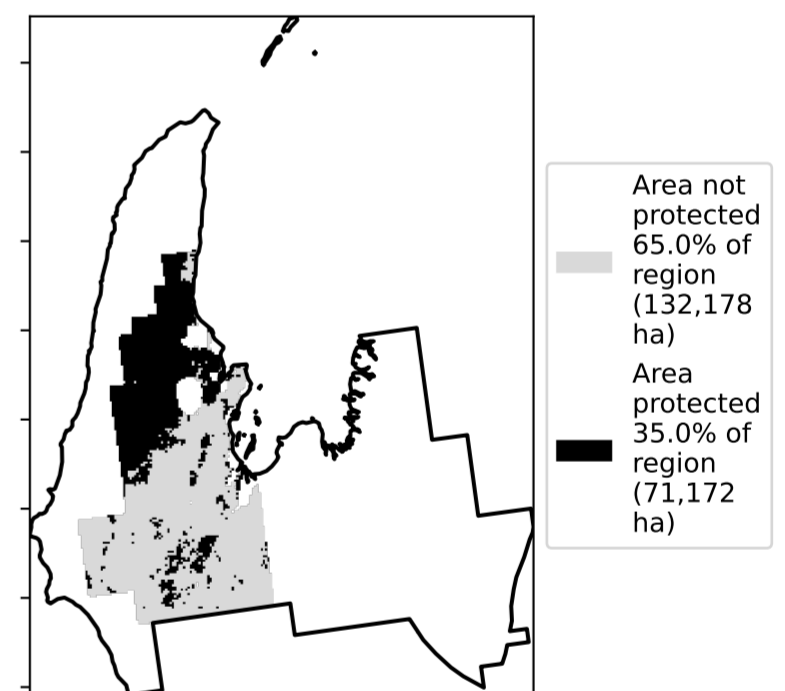 Area not
protected
65.0% of
region
(132,178
ha)
Area
protected
35.0% of
region
(71,172
ha)